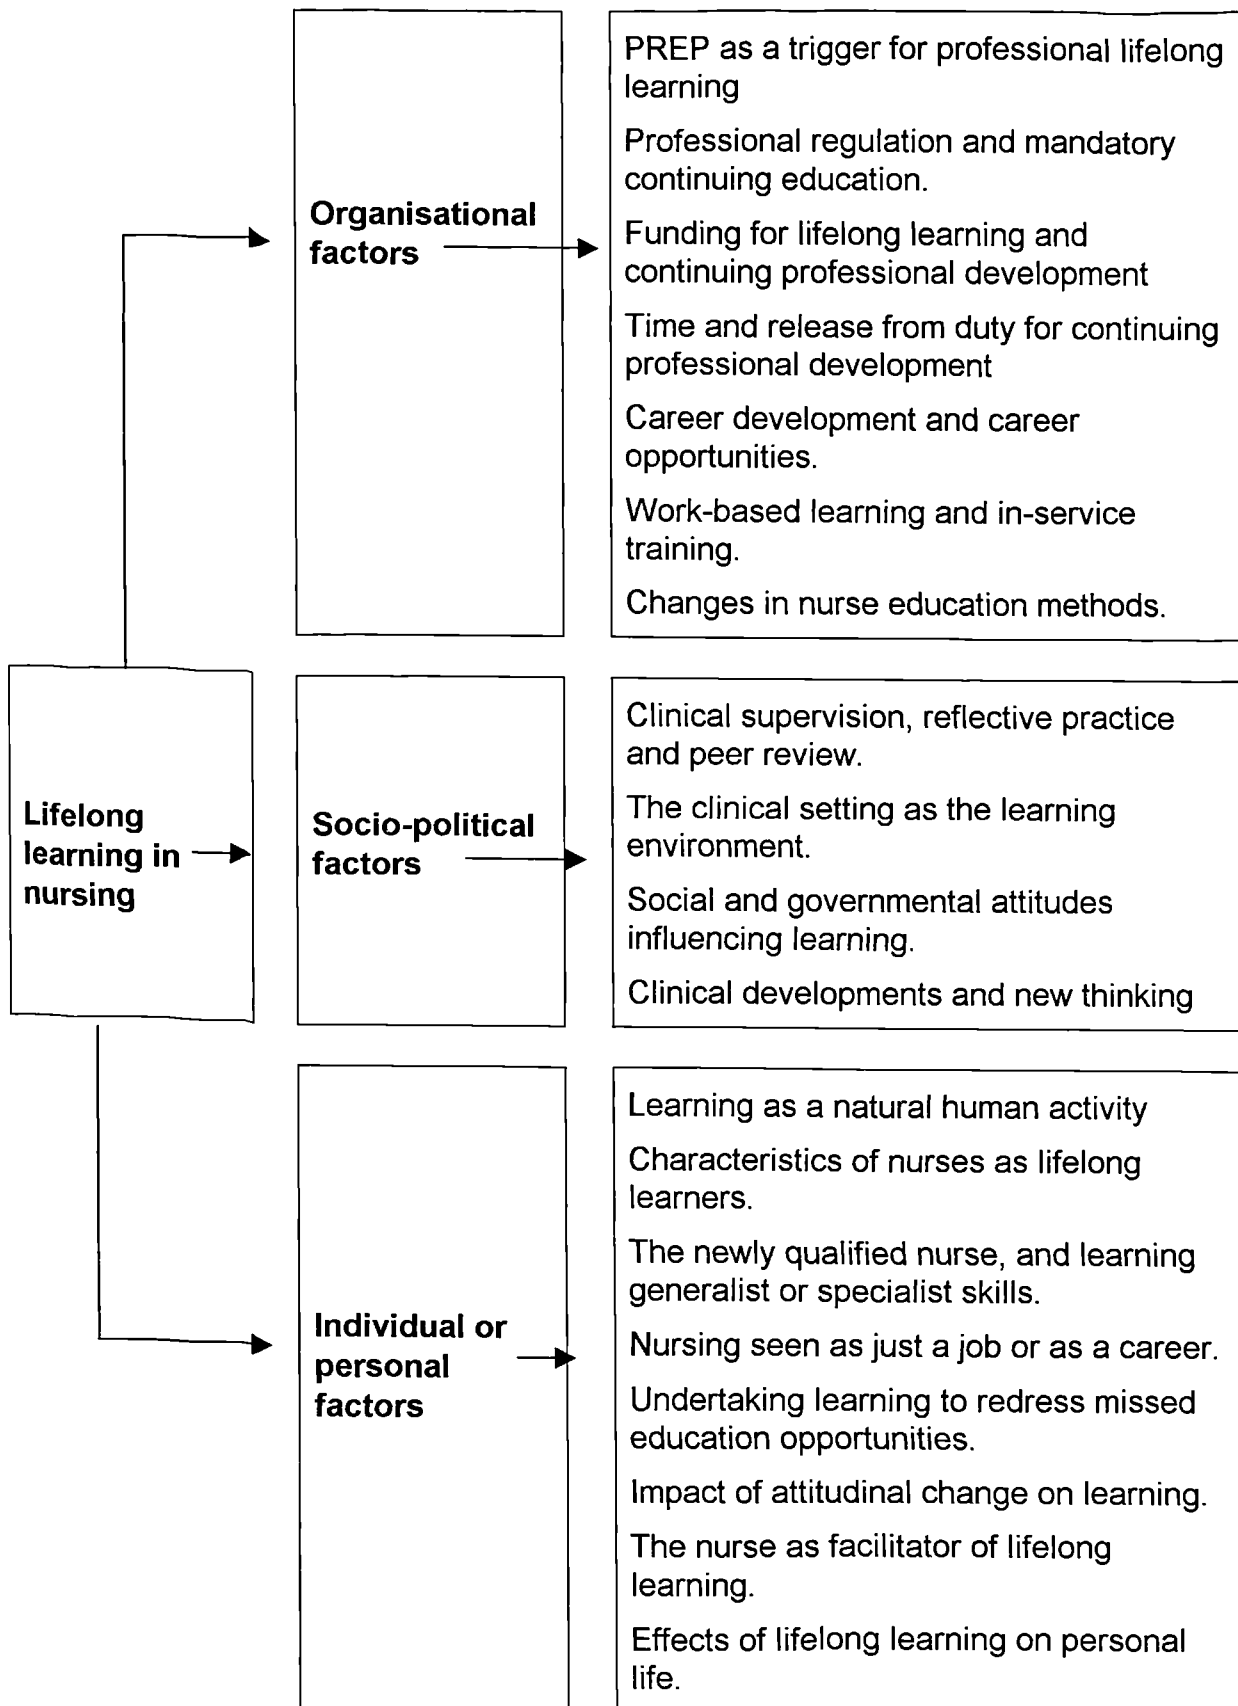 PREP as a trigger for professional lifelong
learning
Professional regulation and mandatory
continuing education.
Organisational
factors
Funding for lifelong learning and
continuing professional development
Time and release from duty for continuing
professional development
Career development and career
opportunities.
Work-based learning and in-service
training.
Changes in nurse education methods.
Lifelong
learning in
nursing
Socio-political
factors
Clinical supervision, reflective practice
and peer review.
The clinical setting as the learning
environment.
Social and governmental attitudes
influencing learning.
Clinical developments and new thinking
Individual or
personal
factors
Learning as a natural human activity
Characteristics of nurses as lifelong
learners.
The newly qualified nurse, and learning
generalist or specialist skills.
Nursing seen as just a job or as a career.
Undertaking learning to redress missed
education opportunities.
Impact of attitudinal change on learning.
The nurse as facilitator of lifelong
learning.
Effects of lifelong learning on personal
life.